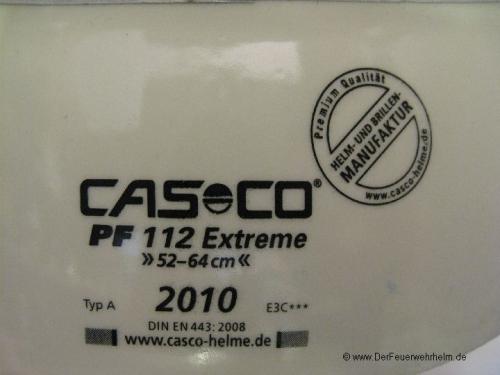 Premium Qualität
HELM- UND BRILLEN-
MANUFAKTUR
www.casco-helme.de
CASCO®
PF 112 Extreme
»52–64 cm«
Typ A 2010 E3C***
DIN EN 443: 2008
www.casco-helme.de
© www.DerFeuerwehrhelm.de